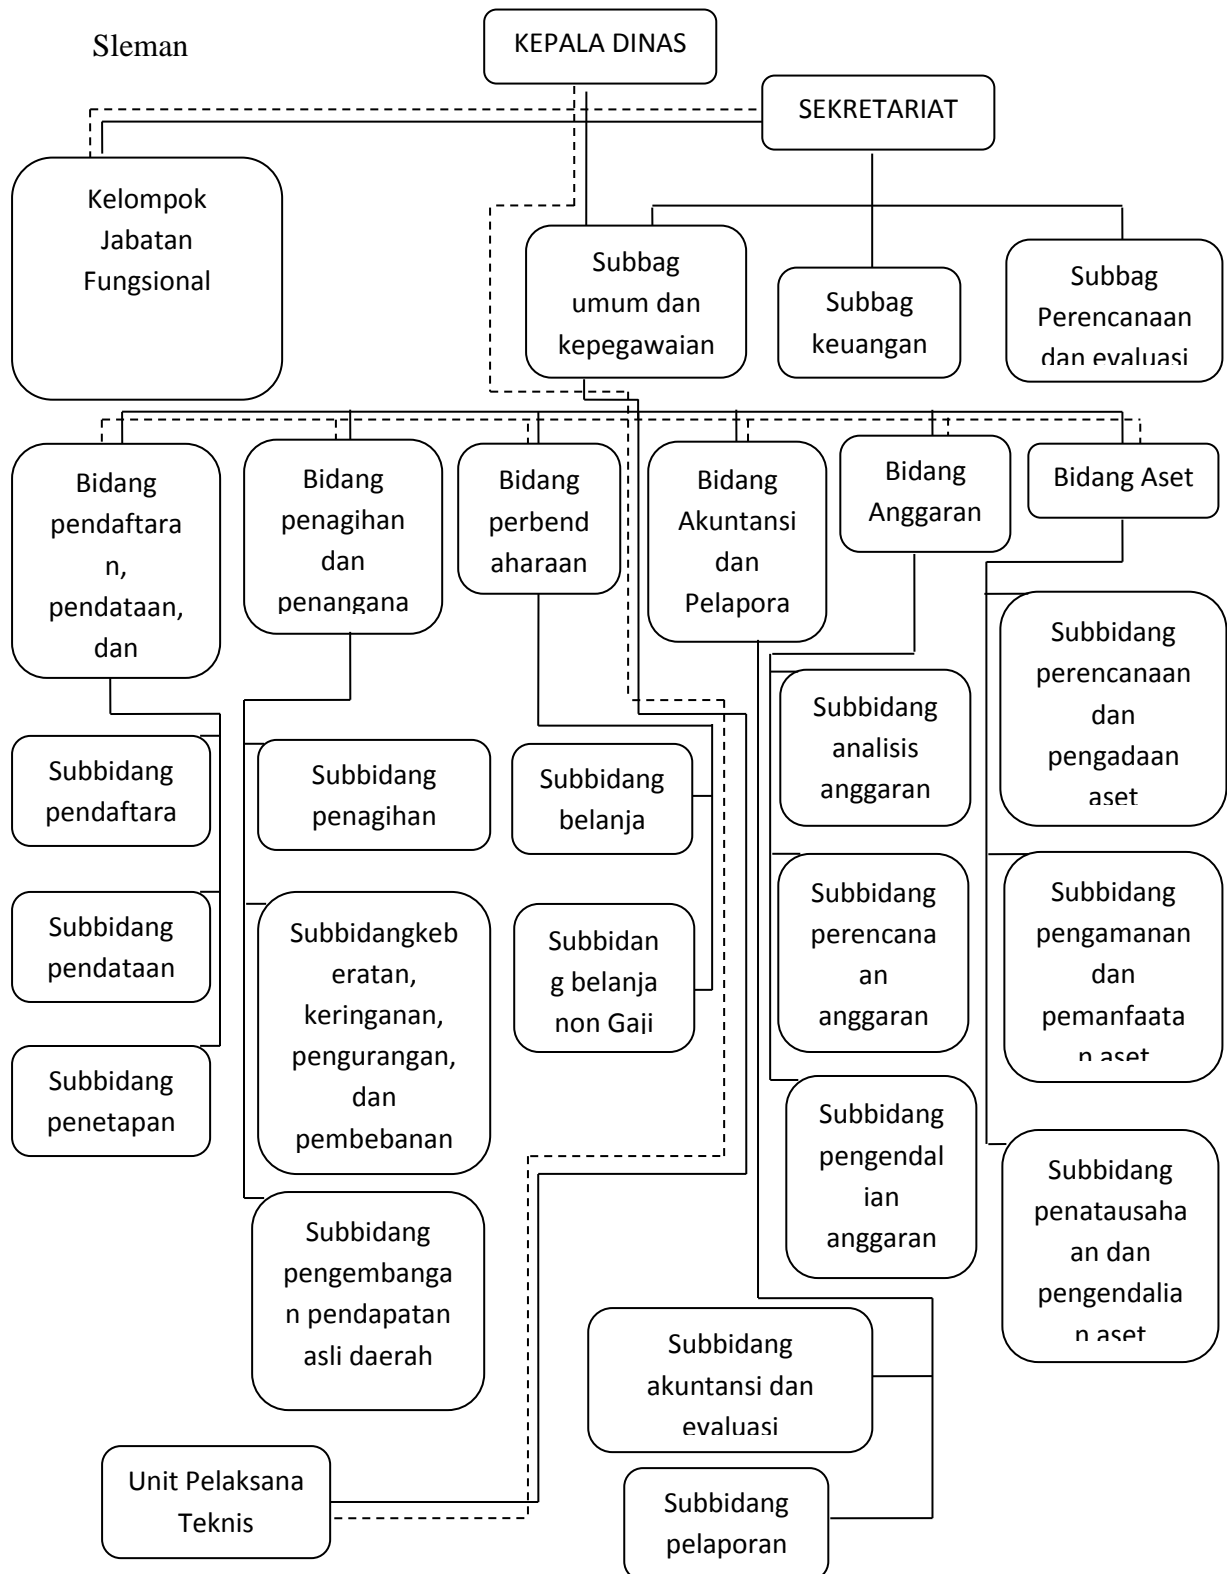 Sleman
KEPALA DINAS
SEKRETARIAT
Kelompok
Jabatan
Fungsional
Subbag
umum dan
kepegawaian
Subbag
keuangan
Subbag
Perencanaan
dan evaluasi
Bidang
pendaftara
n,
pendataan,
dan
Bidang
penagihan
dan
penangana
Bidang
perbend
aharaan
Bidang
Akuntansi
dan
Pelapora
Bidang
Anggaran
Bidang Aset
Subbidang
pendaftara
Subbidang
pendataan
Subbidang
penetapan
Subbidang
penagihan
Subbidangkeb
eratan,
keringanan,
pengurangan,
dan
pembebanan
Subbidang
pengembanga
n pendapatan
asli daerah
Subbidang
belanja
Subbidan
g belanja
non Gaji
Subbidang
akuntansi dan
evaluasi
Subbidang
pelaporan
Subbidang
analisis
anggaran
Subbidang
perencana
an
anggaran
Subbidang
pengendal
ian
anggaran
Subbidang
perencanaan
dan
pengadaan
aset
Subbidang
pengamanan
dan
pemanfaata
n aset
Subbidang
penatausaha
an dan
pengendalia
n aset
Unit Pelaksana
Teknis